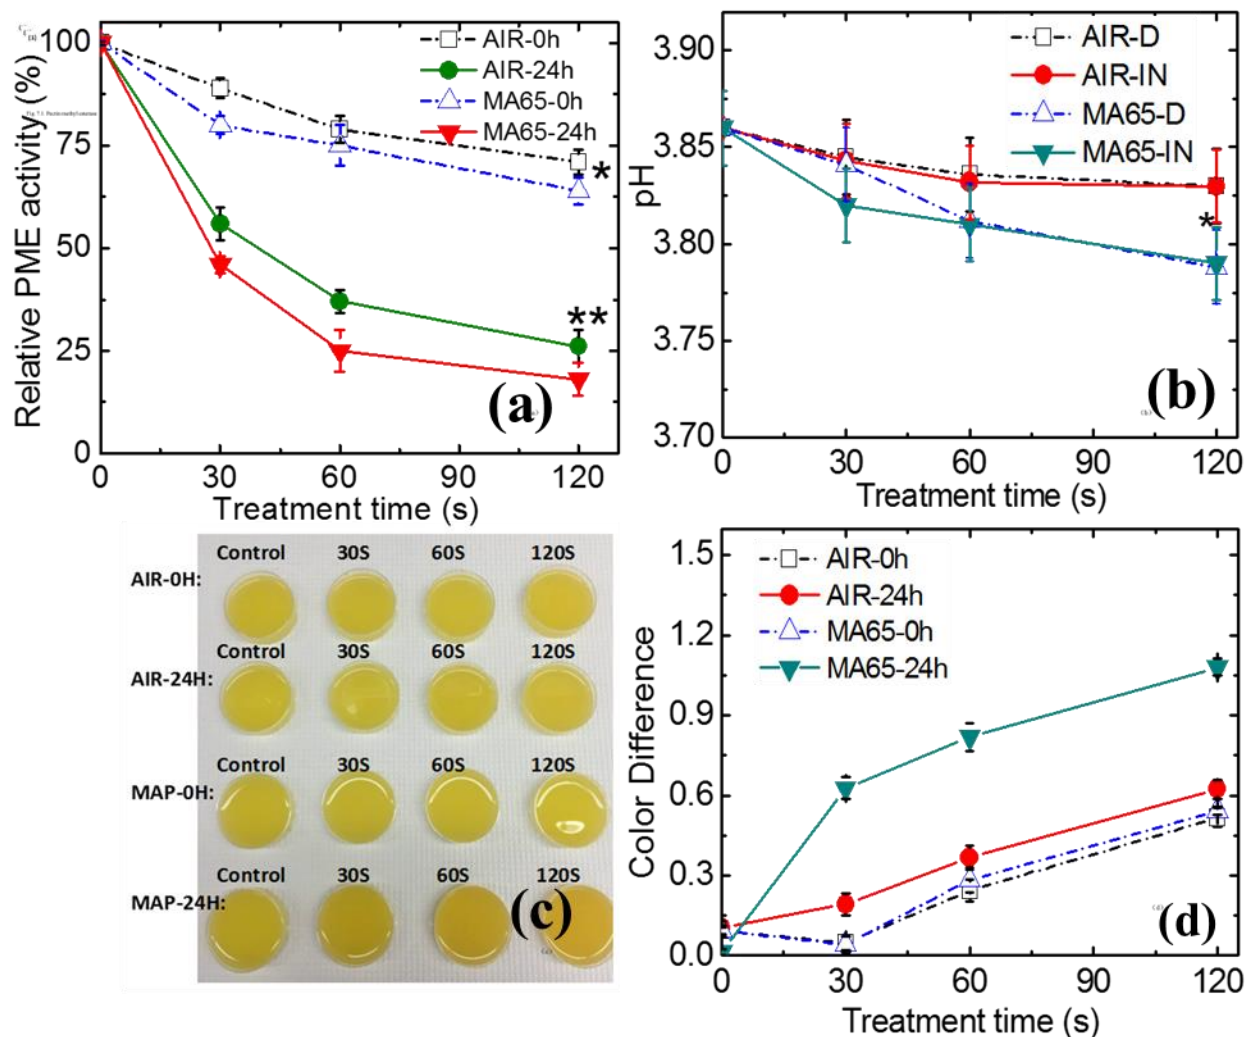 Relative PME activity (%)
100
75
50
25
0
AIR-0h
AIR-24h
MA65-0h
MA65-24h
*
**
(a)
0 30 60 90 120
Treatment time (s)
pH
3.90
3.85
3.80
3.75
3.70
AIR-D
AIR-IN
MA65-D
MA65-IN
*
(b)
0 30 60 90 120
Treatment time (s)
Control 30S 60S 120S
AIR-0H:
Control 30S 60S 120S
AIR-24H:
Control 30S 60S 120S
MAP-0H:
Control 30S 60S 120S
MAP-24H:
(c)
Color Difference
1.5
1.2
0.9
0.6
0.3
0.0
AIR-0h
AIR-24h
MA65-0h
MA65-24h
(d)
0 30 60 90 120
Treatment time (s)